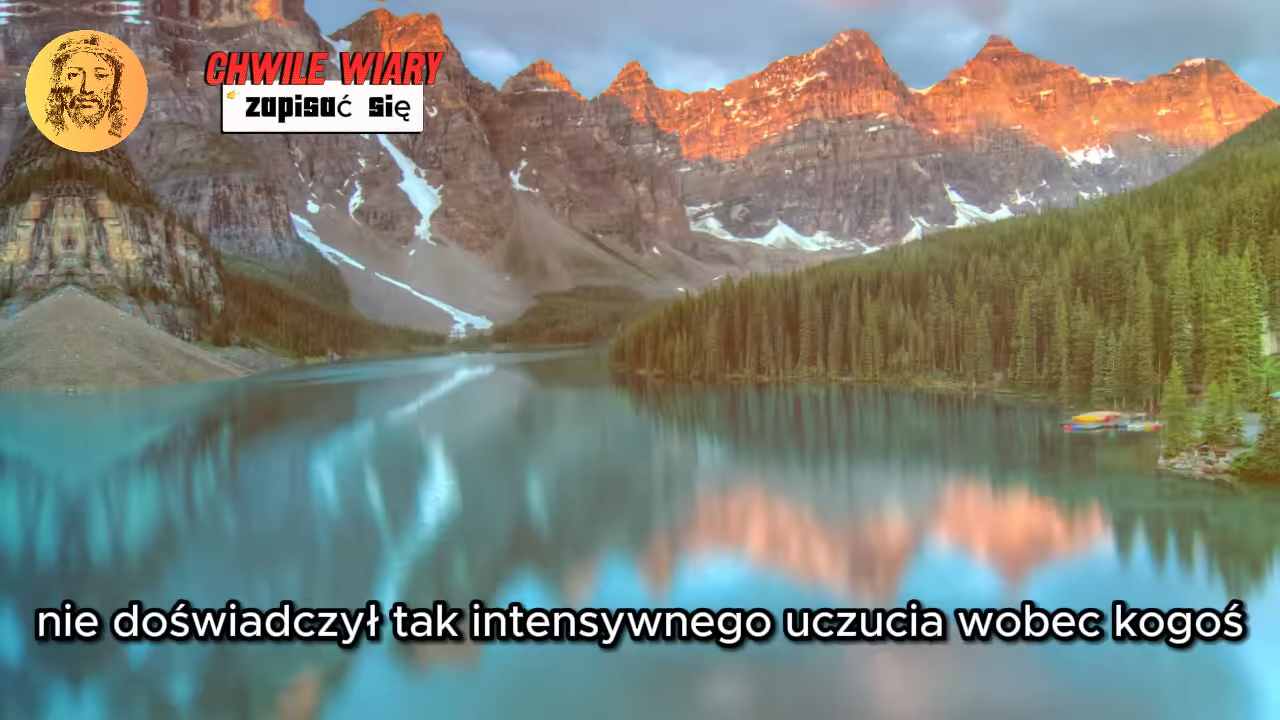 CHWILE WIARY
zapisać się
nie doświadczył tak intensywnego uczucia wobec kogoś